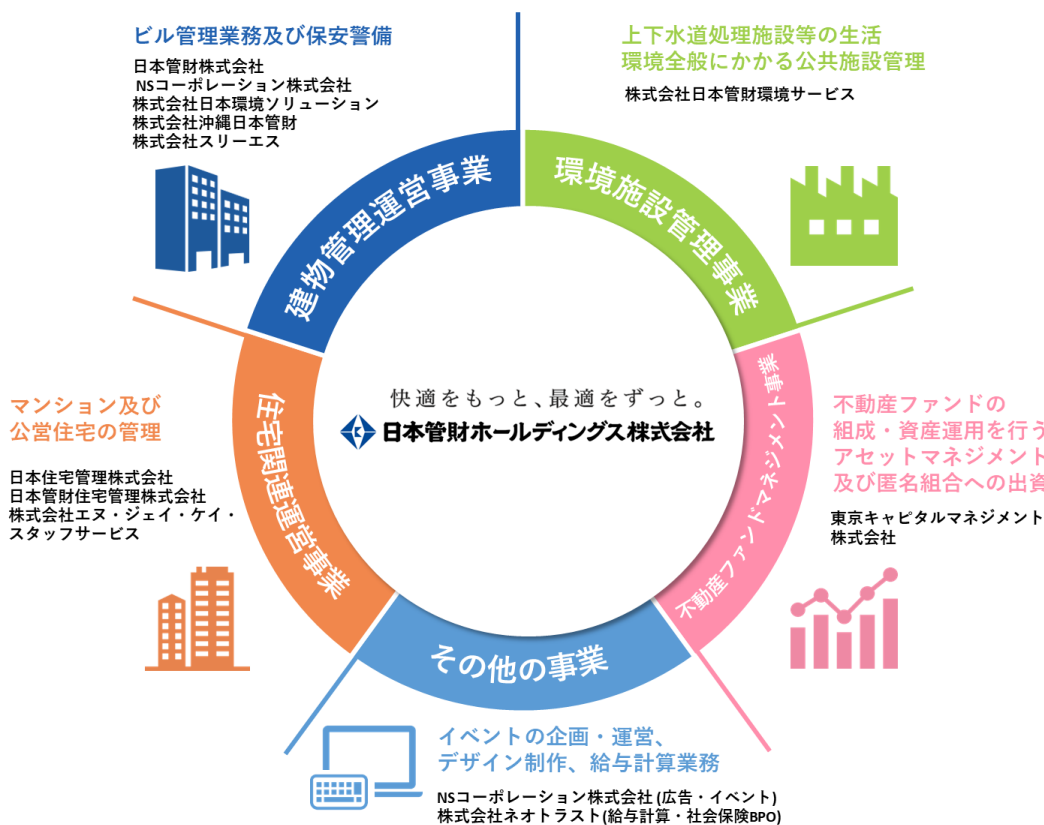 ビル管理業務及び保安警備
日本管財株式会社
NSコーポレーション株式会社
株式会社日本環境ソリューション
株式会社沖縄日本管財
株式会社スリーエス
建物管理運営事業
上下水道処理施設等の生活
環境全般にかかる公共施設管理
株式会社日本管財環境サービス
環境施設管理事業
快適をもっと、最適をずっと。
日本管財ホールディングス株式会社
マンション及び
公営住宅の管理
日本住宅管理株式会社
日本管財住宅管理株式会社
株式会社エヌ・ジェイ・ケイ・
スタッフサービス
住宅関連運営事業
不動産ファンドマネジメント事業
不動産ファンドの
組成・資産運用を行う
アセットマネジメント
及び匿名組合への出資
東京キャピタルマネジメント
株式会社
その他の事業
イベントの企画・運営、
デザイン制作、給与計算業務
NSコーポレーション株式会社 (広告・イベント)
株式会社ネオトラスト(給与計算・社会保険BPO)